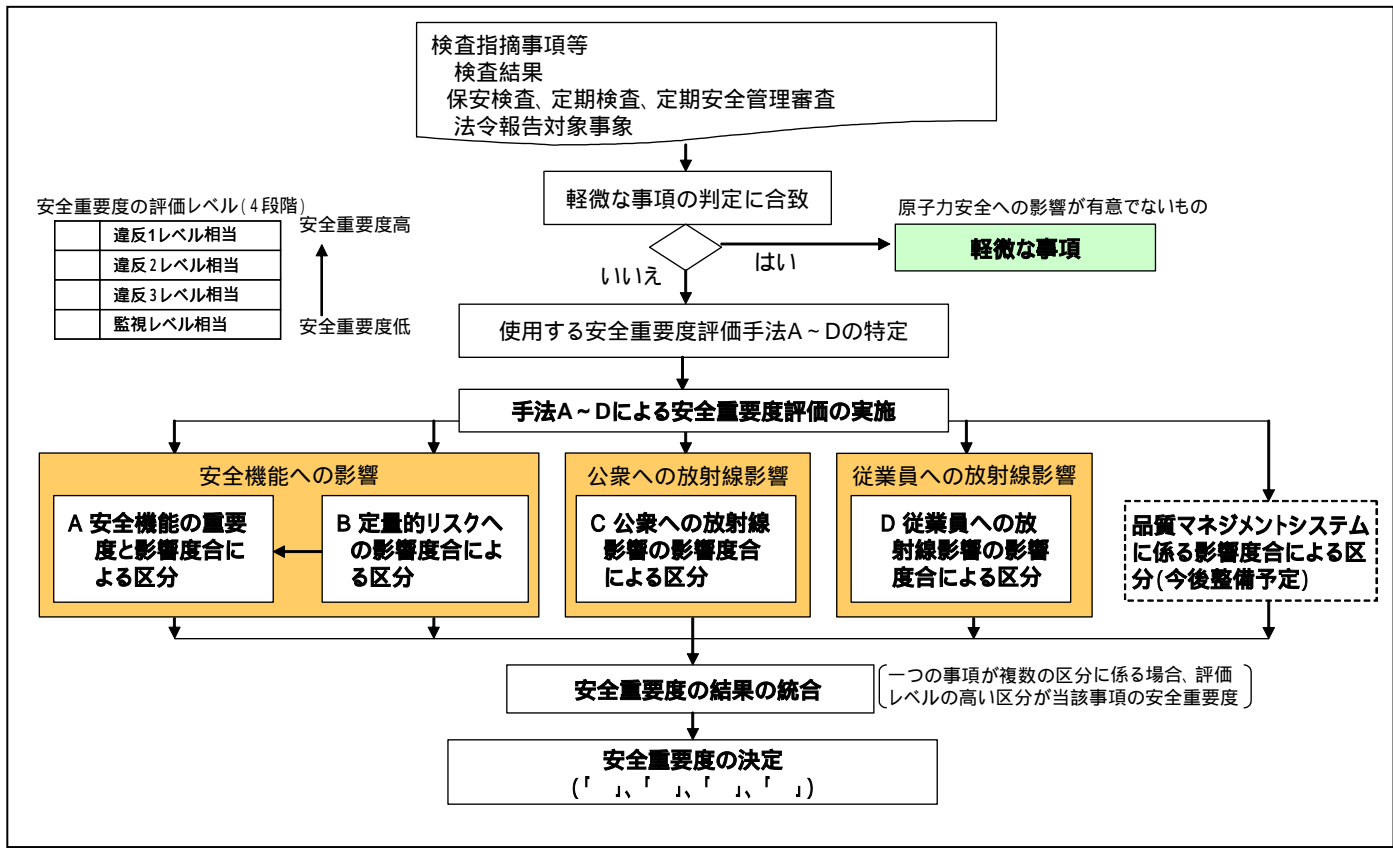 検査指摘事項等
検査結果
保安検査、定期検査、定期安全管理審査
法令報告対象事象
軽微な事項の判定に合致
安全重要度の評価レベル(4段階)
違反1レベル相当
違反2レベル相当
違反3レベル相当
監視レベル相当
安全重要度高
安全重要度低
原子力安全への影響が有意でないもの
軽微な事項
はい
いいえ
使用する安全重要度評価手法A~Dの特定
手法A~Dによる安全重要度評価の実施
安全機能への影響
A 安全機能の重要
度と影響度合に
よる区分
B 定量的リスクへ
の影響度合によ
る区分
公衆への放射線影響
C 公衆への放射線
影響の影響度合
による区分
従業員への放射線影響
D 従業員への放
射線影響の影響
度合による区分
品質マネジメントシステム
に係る影響度合による区
分(今後整備予定)
安全重要度の結果の統合
一つの事項が複数の区分に係る場合、評価
レベルの高い区分が当該事項の安全重要度
安全重要度の決定
(「 」、「 」、「 」、「 」)